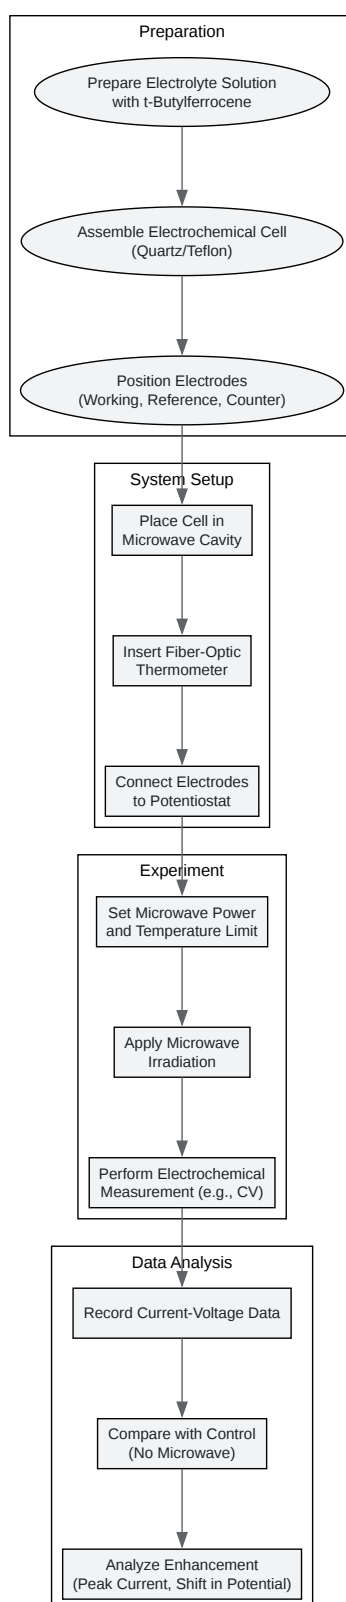 Preparation
Prepare Electrolyte Solution
with t-Butylferrocene
Assemble Electrochemical Cell
(Quartz/Teflon)
Position Electrodes
(Working, Reference, Counter)
System Setup
Place Cell in
Microwave Cavity
Insert Fiber-Optic
Thermometer
Connect Electrodes
to Potentiostat
Experiment
Set Microwave Power
and Temperature Limit
Apply Microwave
Irradiation
Perform Electrochemical
Measurement (e.g., CV)
Data Analysis
Record Current-Voltage Data
Compare with Control
(No Microwave)
Analyze Enhancement
(Peak Current, Shift in Potential)